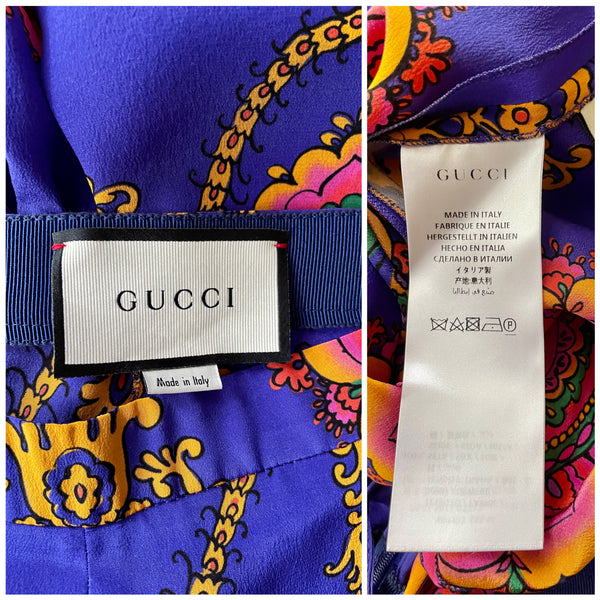 GUCCI
Made in Italy
GUCCI
MADE IN ITALY
FABRIQUE EN ITALIE
HERGESTELLT IN ITALIEN
HECHO EN ITALIA
СДЕЛАНО В ИТАЛИИ
イタリア製
产地:意大利
صنع في إيطاليا